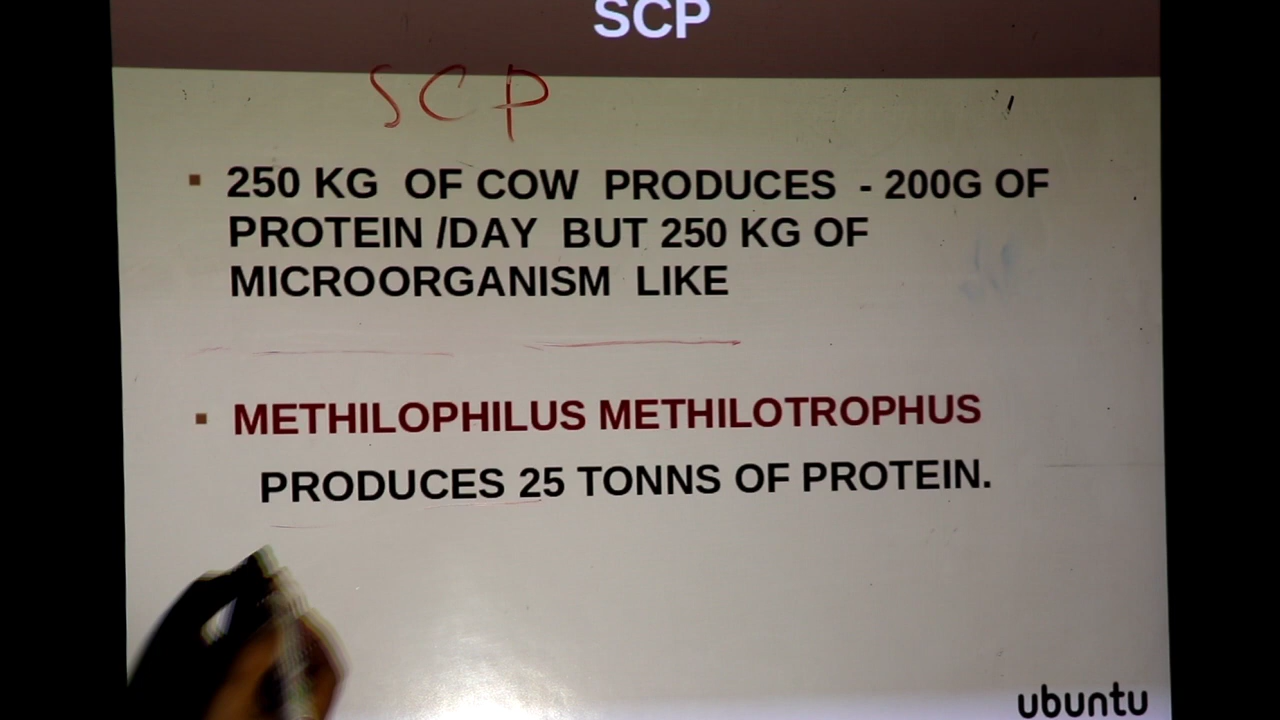 SCP
SCP
▪ 250 KG OF COW PRODUCES - 200G OF
PROTEIN /DAY BUT 250 KG OF
MICROORGANISM LIKE
▪ METHILOPHILUS METHILOTROPHUS
PRODUCES 25 TONNS OF PROTEIN.
ubuntu